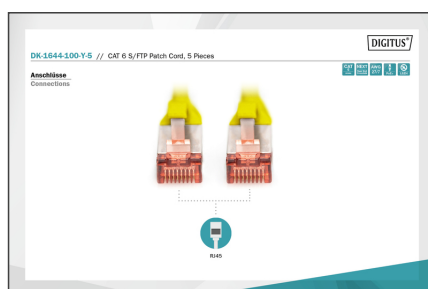 DIGITUS®
DK-1644-100-Y-5 // CAT 6 S/FTP Patch Cord, 5 Pieces
Anschlüsse
Connections
RJ45